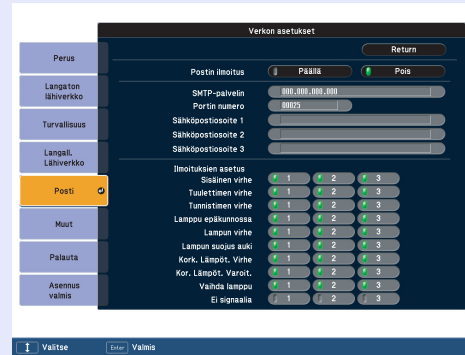 Verkon asetukset
Return
Perus
Langaton
lähiverkko
Turvallisuus
Langall.
Lähiverkko
Posti
Muut
Palauta
Asennus
valmis
Postin ilmoitus Päällä Pois
SMTP-palvelin 000.000.000.000
Portin numero 00025
Sähköpostiosoite 1
Sähköpostiosoite 2
Sähköpostiosoite 3
Ilmoituksien asetus
Sisäinen virhe 1 2 3
Tuulettimen virhe 1 2 3
Tunnistimen virhe 1 2 3
Lamppu epäkunnossa 1 2 3
Lampun virhe 1 2 3
Lampun suojus auki 1 2 3
Kork. Lämpöt. Virhe 1 2 3
Kor. Lämpöt. Varoit. 1 2 3
Vaihda lamppu 1 2 3
Ei signaalia 1 2 3
Valitse Enter Valmis